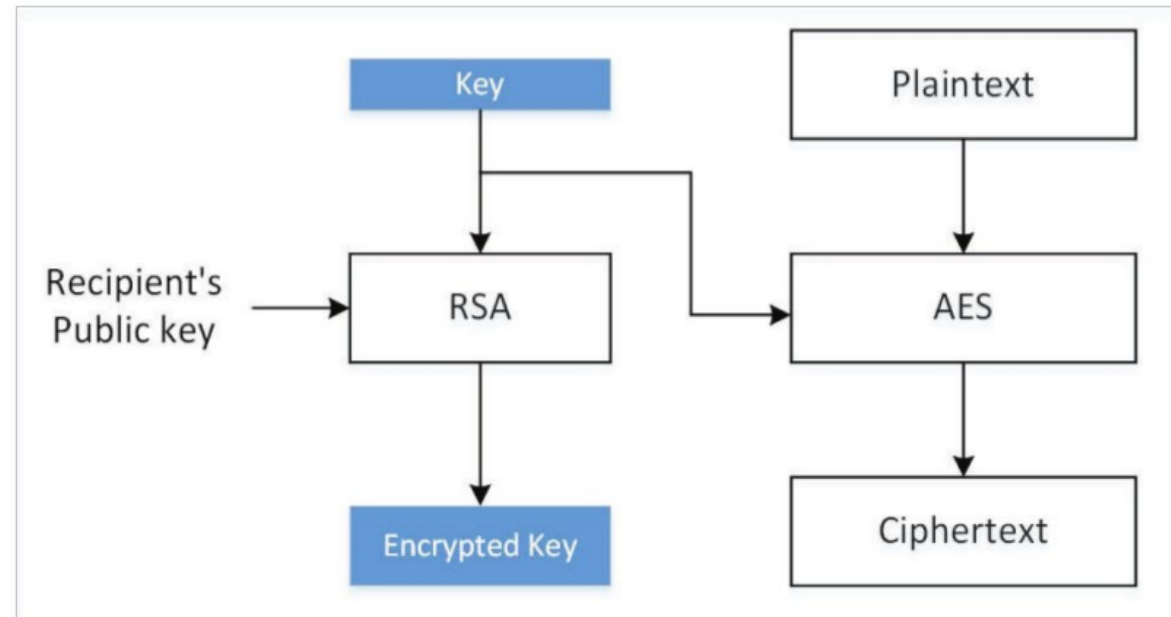 Key
Plaintext
Recipient's
Public key
RSA
AES
Encrypted Key
Ciphertext